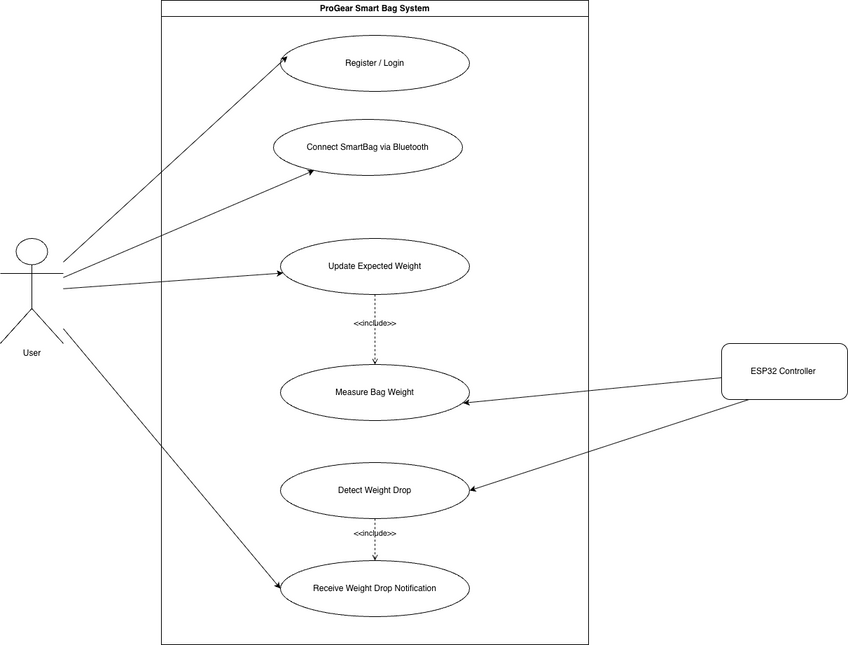 ProGear Smart Bag System
Register / Login
Connect SmartBag via Bluetooth
Update Expected Weight
<<include>>
User
ESP32 Controller
Measure Bag Weight
Detect Weight Drop
<<include>>
Receive Weight Drop Notification